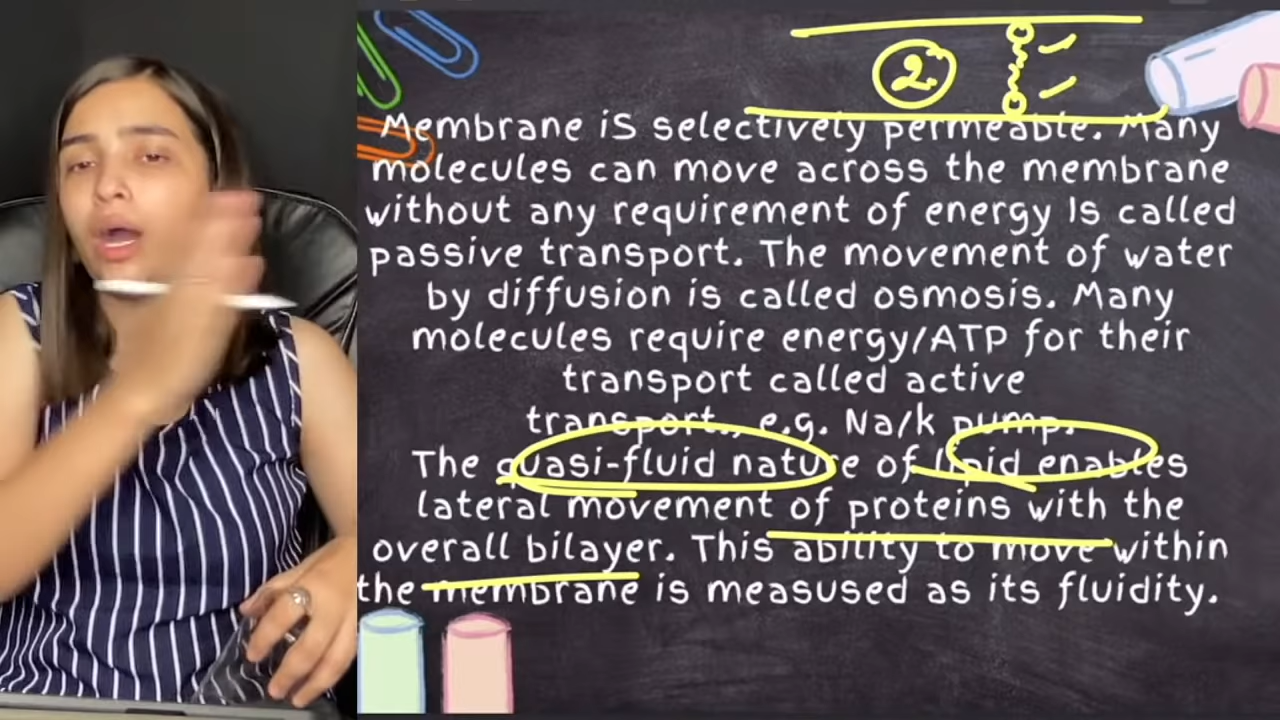 2.
Membrane is selectively permeable. Many
molecules can move across the membrane
without any requirement of energy Is called
passive transport. The movement of water
by diffusion is called osmosis. Many
molecules require energy/ATP for their
transport called active
transport., e.g. Na/k pump.
The quasi-fluid nature of lipid enables
lateral movement of proteins with the
overall bilayer. This ability to move within
the membrane is measused as its fluidity.